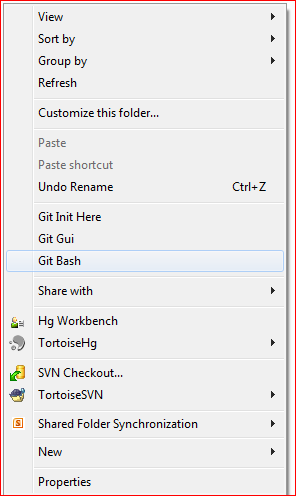 View
Sort by
Group by
Refresh
Customize this folder...
Paste
Paste shortcut
Undo Rename Ctrl+Z
Git Init Here
Git Gui
Git Bash
Share with
Hg Workbench
TortoiseHg
SVN Checkout...
TortoiseSVN
Shared Folder Synchronization
New
Properties